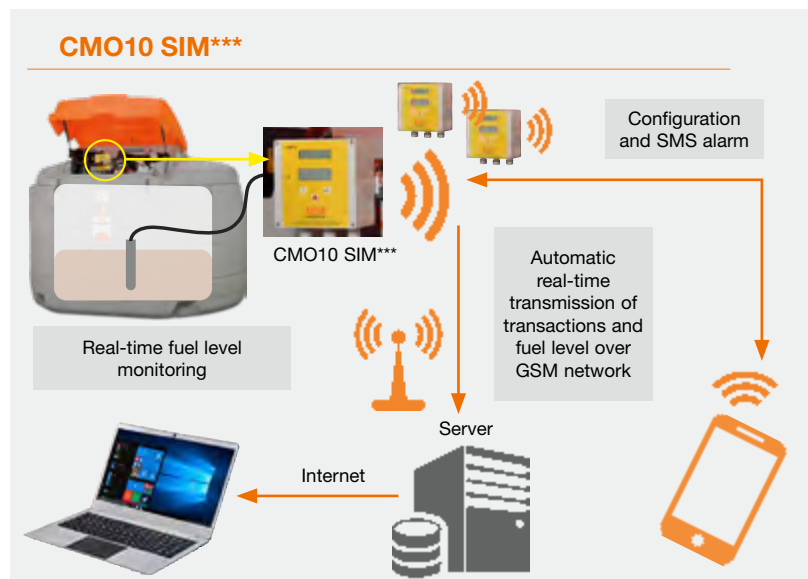 CMO10 SIM***
Configuration
and SMS alarm
CMO10 SIM***
Automatic
real-time
transmission of
transactions and
fuel level over
GSM network
Real-time fuel level
monitoring
Server
Internet